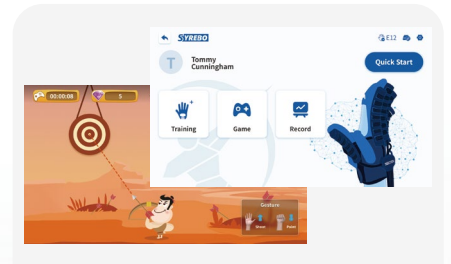 SYREBO
E12
T
Tommy
Cunningham
Quick Start
Training
Game
Record
00:00:08
5
Gesture